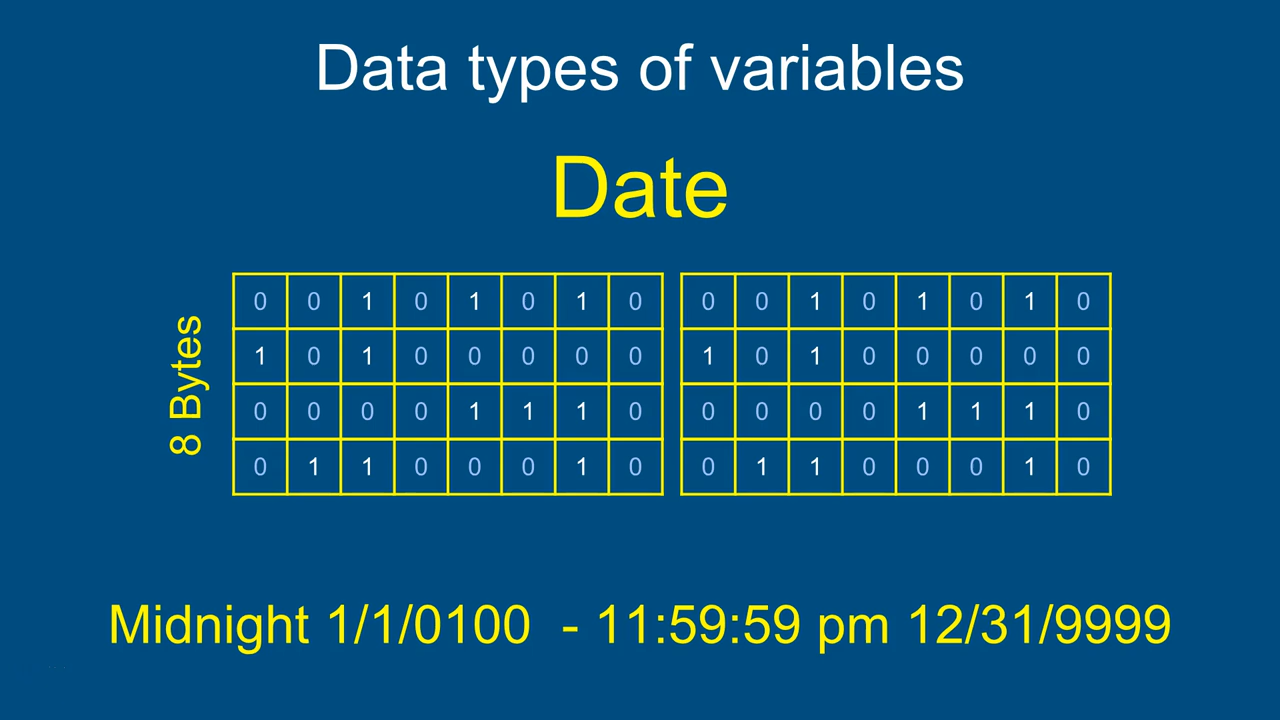 Data types of variables
Date
8 Bytes
0 0 1 0 1 0 1 0 0 0 1 0 1 0 1 0
1 0 1 0 0 0 0 0 1 0 1 0 0 0 0 0
0 0 0 0 1 1 1 0 0 0 0 0 1 1 1 0
0 1 1 0 0 0 1 0 0 1 1 0 0 0 1 0
Midnight 1/1/0100 - 11:59:59 pm 12/31/9999